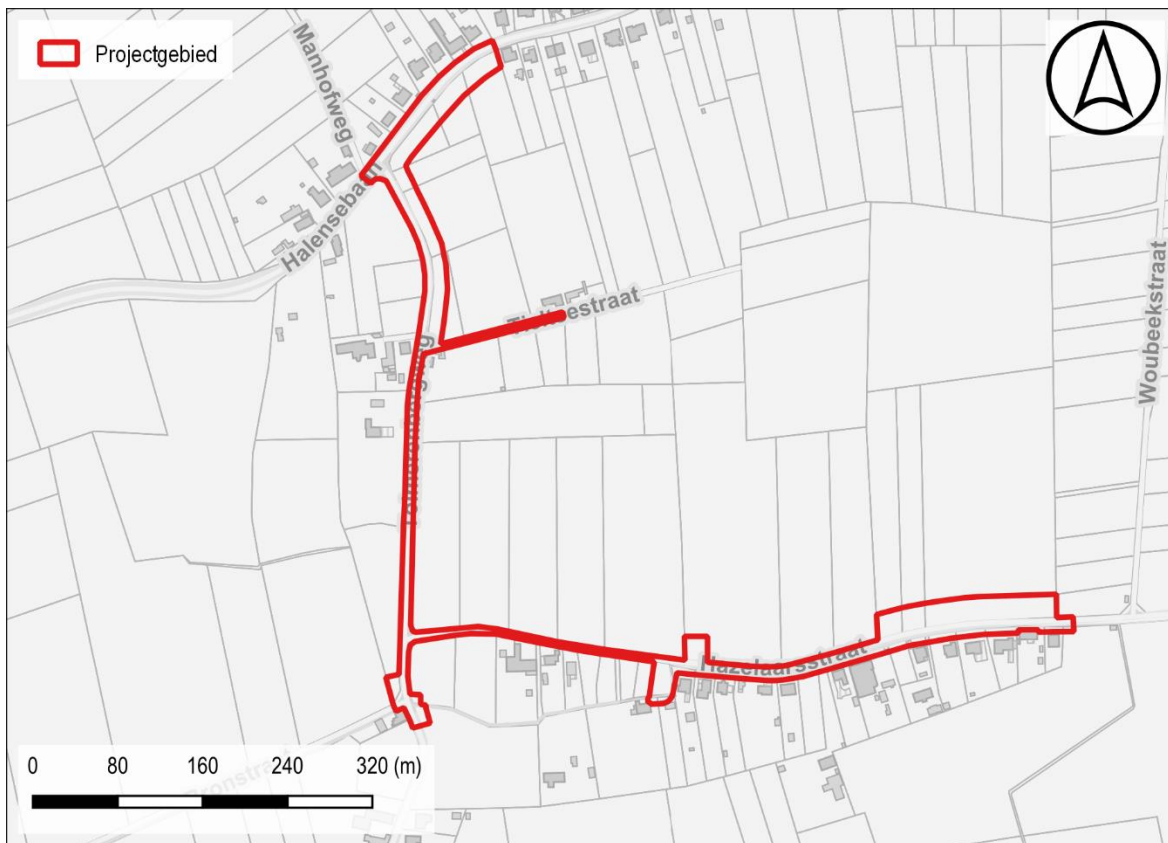 Projectgebied
Manhofweg
Halensebaan
Woubeekstraat
Hazelaarsstraat
0 80 160 240 320 (m)